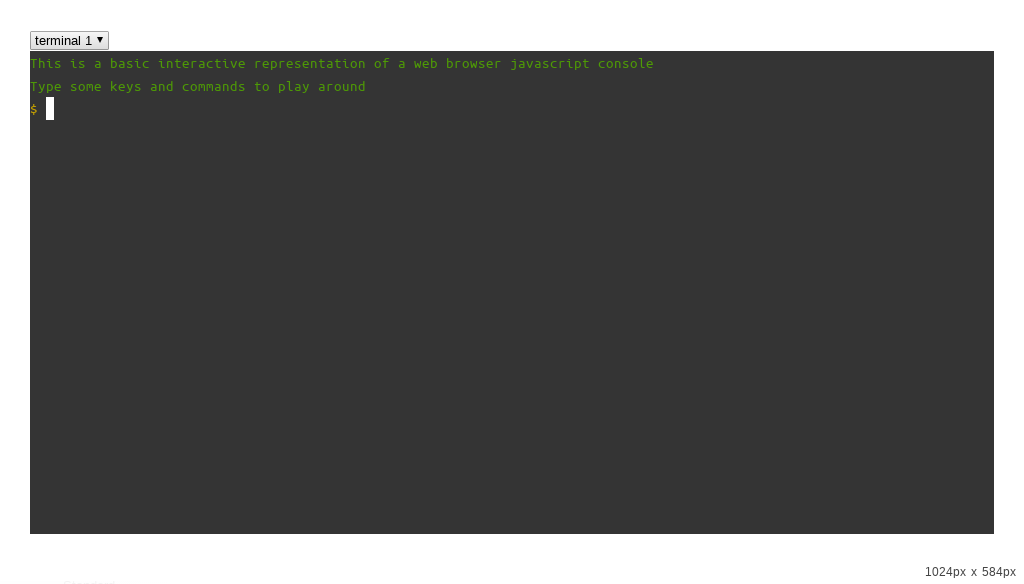 terminal 1
This is a basic interactive representation of a web browser javascript console
Type some keys and commands to play around
$
1024px x 584px